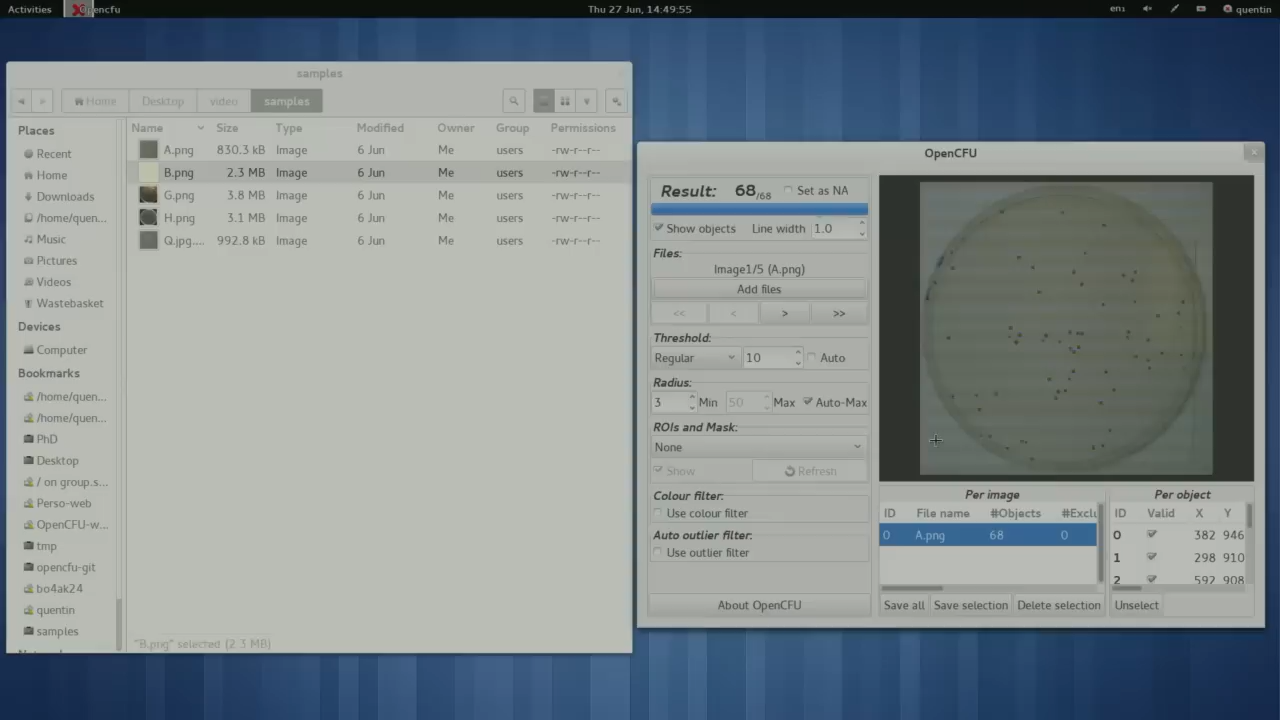 Activities Opencfu Thu 27 Jun, 14:49:55 en1 quentin
samples
Home Desktop video samples
Places
Recent
Home
Downloads
/home/quen...
Music
Pictures
Videos
Wastebasket
Devices
Computer
Bookmarks
/home/quen...
/home/quen...
PhD
Desktop
/ on group.s...
Perso-web
OpenCFU-w...
tmp
opencfu-git
bo4ak24
quentin
samples
Name Size Type Modified Owner Group Permissions
A.png 830.3 kB Image 6 Jun Me users -rw-r--r--
B.png 2.3 MB Image 6 Jun Me users -rw-r--r--
G.png 3.8 MB Image 6 Jun Me users -rw-r--r--
H.png 3.1 MB Image 6 Jun Me users -rw-r--r--
Q.jpg.... 992.8 kB Image 6 Jun Me users -rw-r--r--
"B.png" selected (2.3 MB)
OpenCFU
Result: 68/68 Set as NA
Show objects Line width 1.0
Files:
Image1/5 (A.png)
Add files
<< < > >>
Threshold:
Regular 10 Auto
Radius:
3 Min 50 Max Auto-Max
ROIs and Mask:
None
Show Refresh
Colour filter:
Use colour filter
Auto outlier filter:
Use outlier filter
About OpenCFU
Per image
ID File name #Objects #Exclu
0 A.png 68 0
Save all Save selection Delete selection
Per object
ID Valid X Y
0 382 946
1 298 910
2 592 908
Unselect